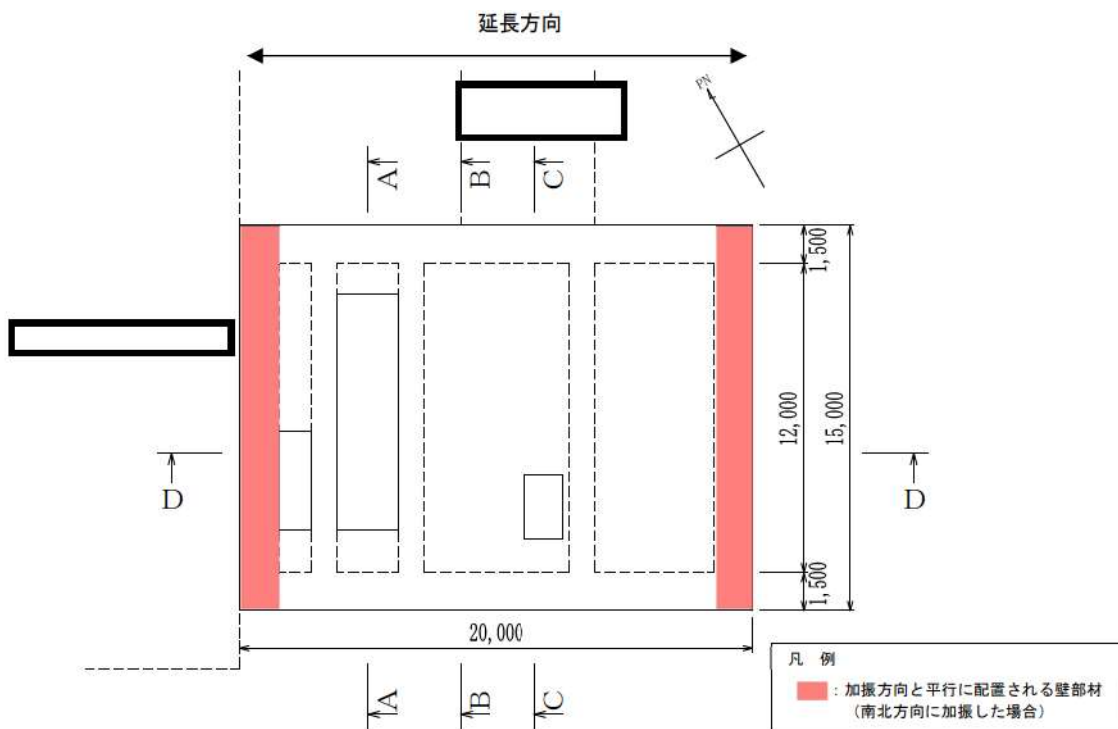 延長方向
PN
A
B
C
1,500
12,000
15,000
D
D
1,500
20,000
A
B
C
凡 例
：加振方向と平行に配置される壁部材
（南北方向に加振した場合）